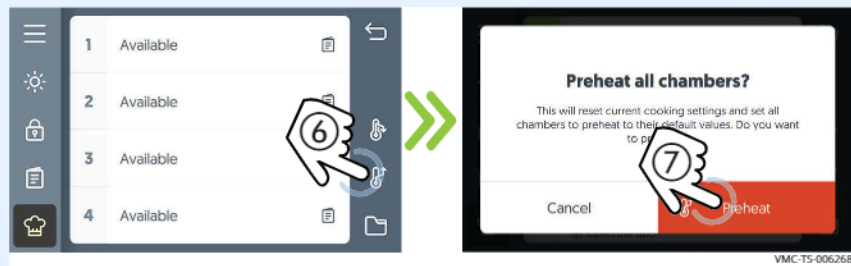 1 Available
2 Available
3 Available
4 Available
6
Preheat all chambers?
This will reset current cooking settings and set all
chambers to preheat to their default values. Do you want
to
7
Cancel
Preheat
VMC-TS-006268